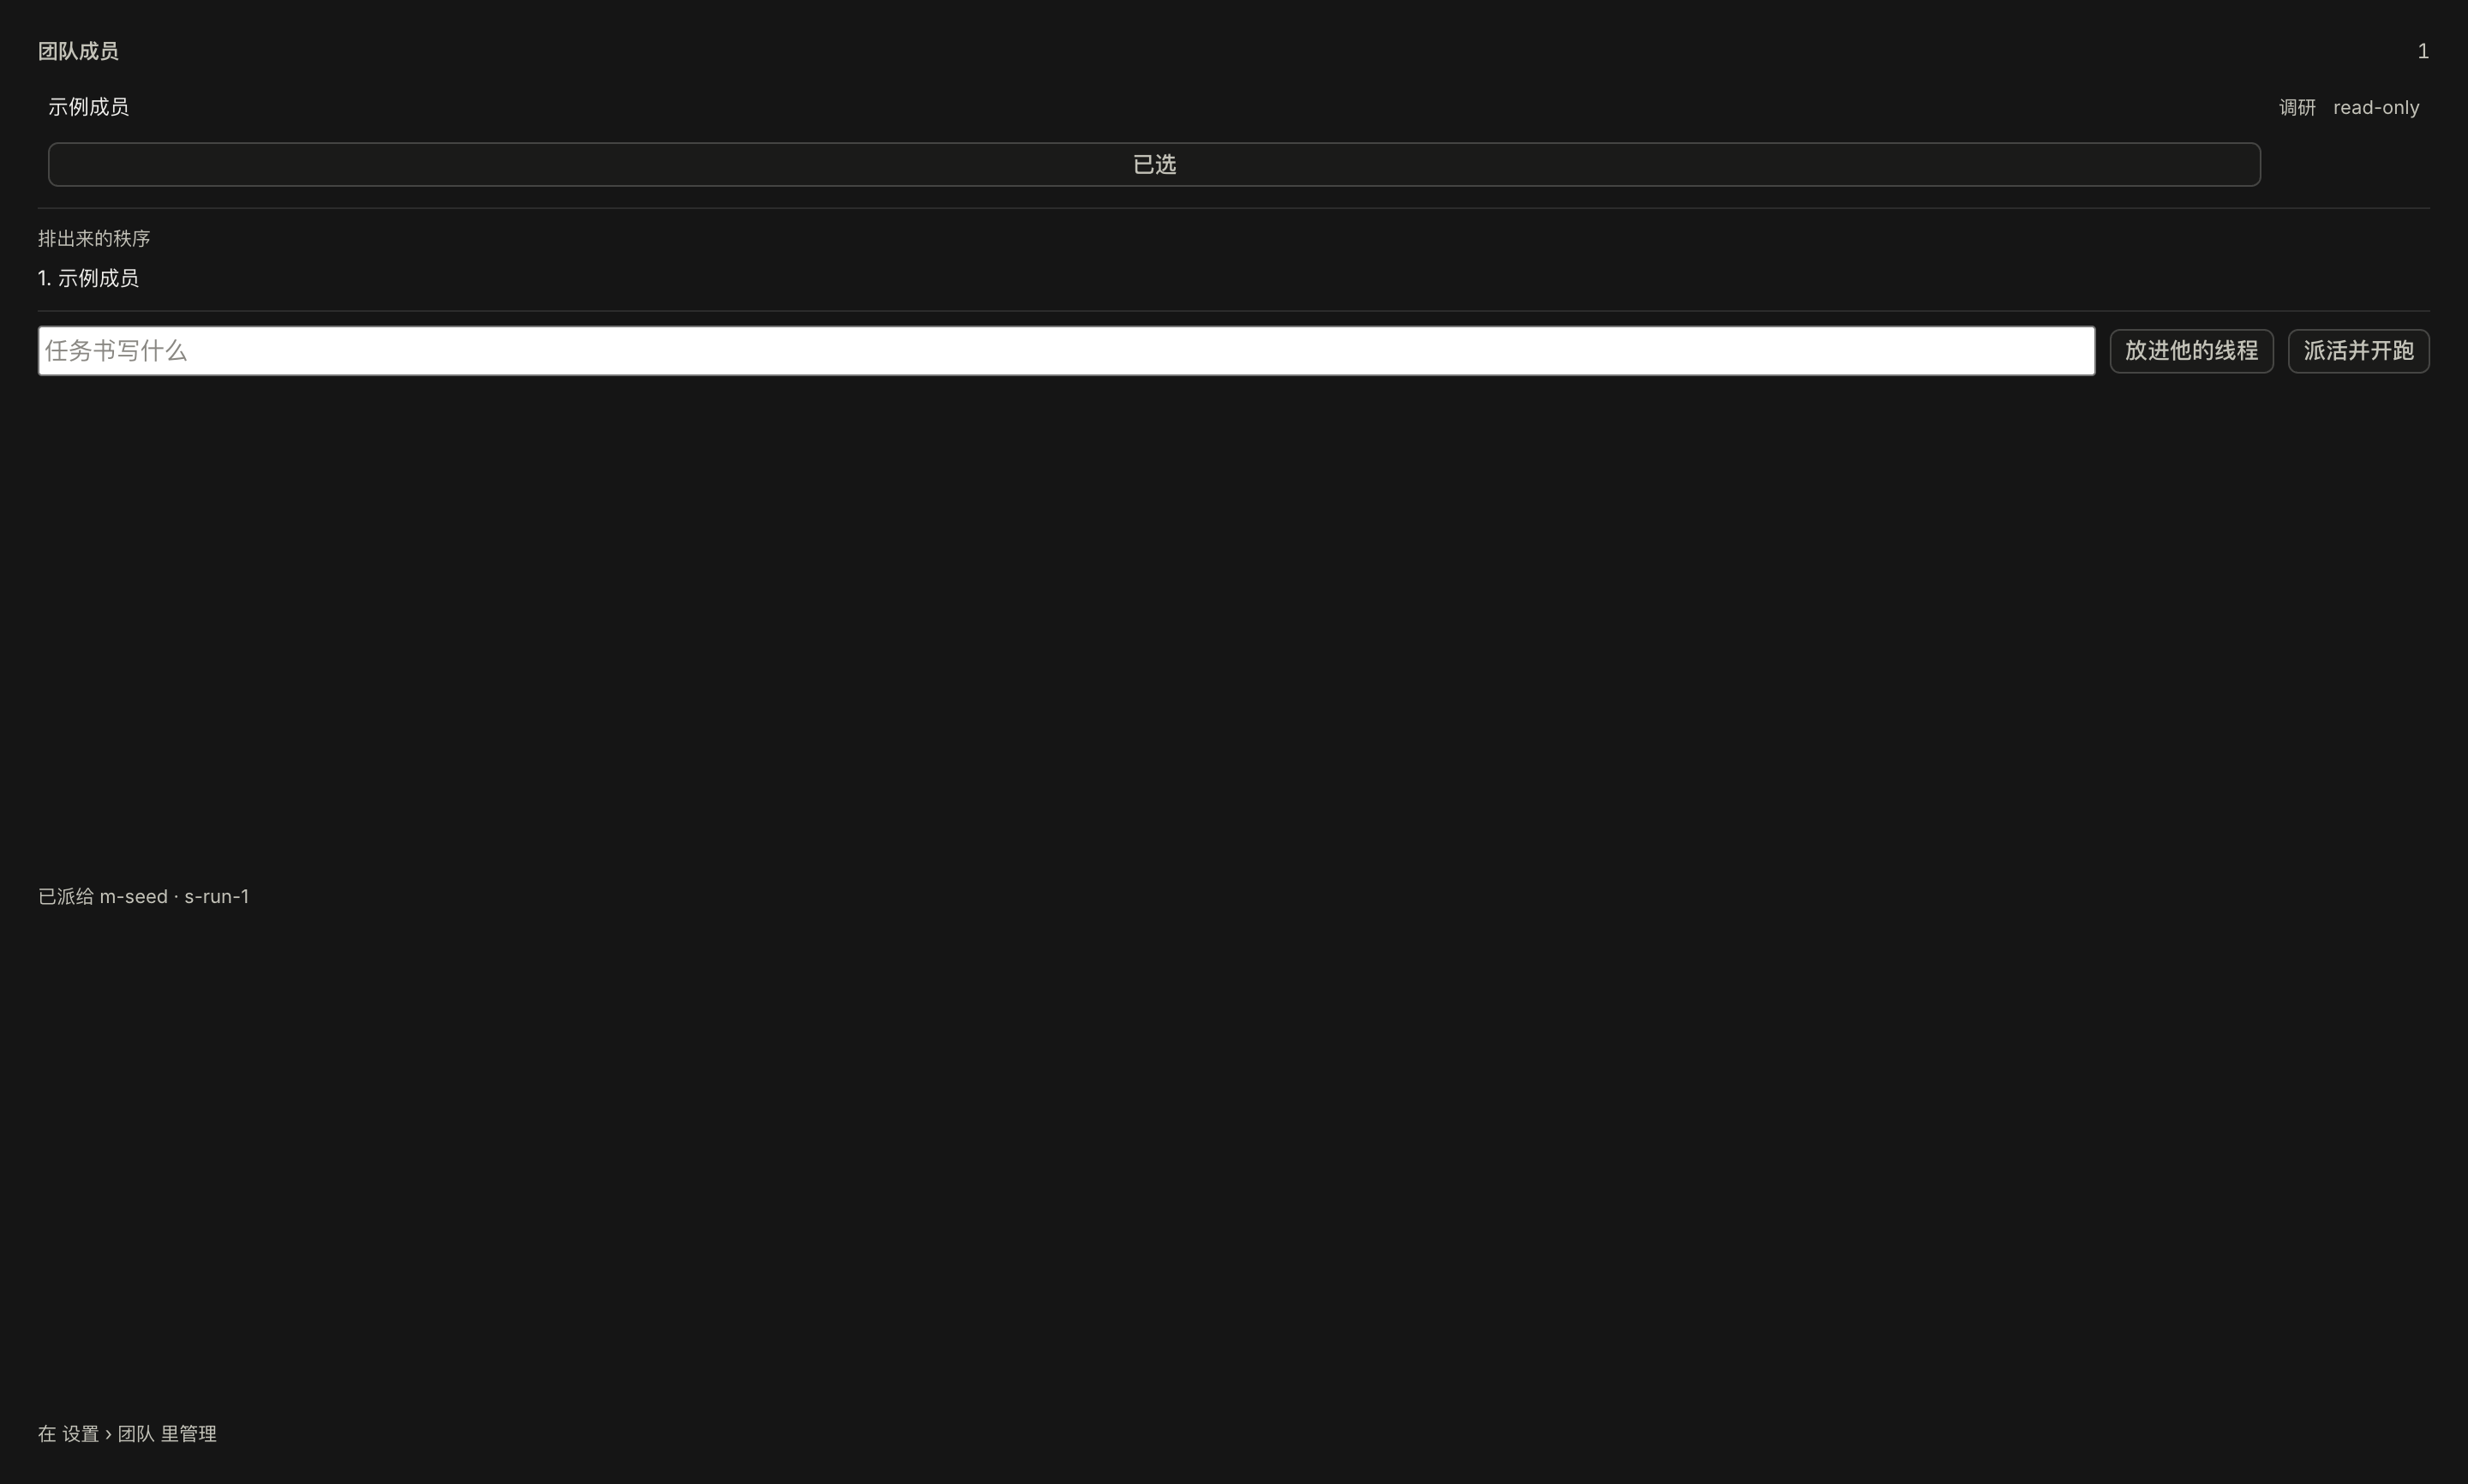 团队成员 1
示例成员 调研 read-only
已选
排出来的秩序
1. 示例成员
任务书写什么 放进他的线程 派活并开跑
已派给 m-seed · s-run-1
在 设置 › 团队 里管理